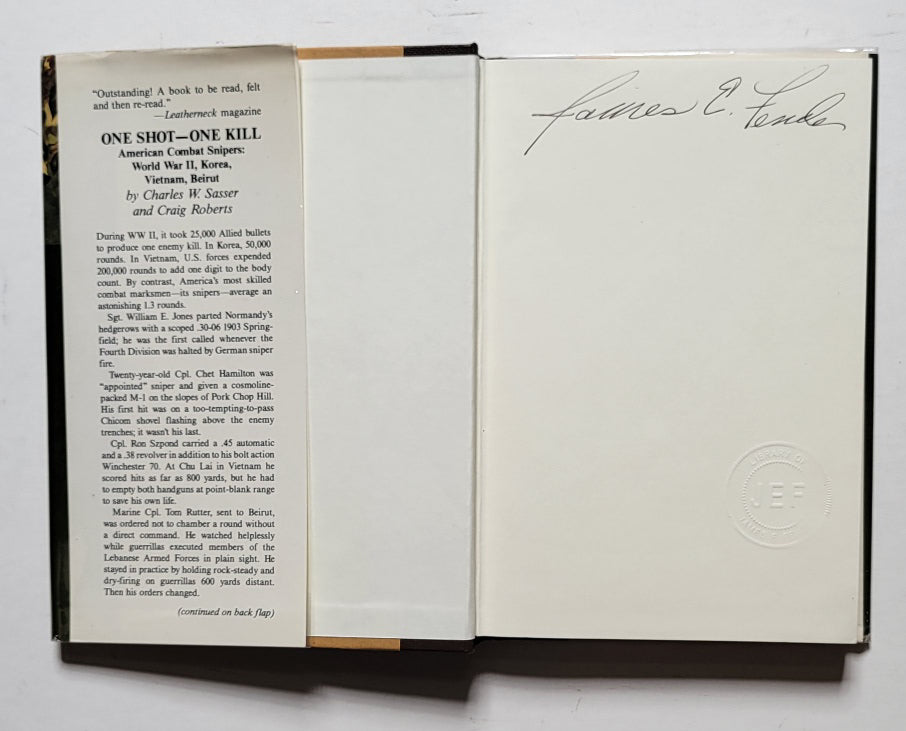 “Outstanding! A book to be read, felt
and then re-read.”
—Leatherneck magazine
ONE SHOT—ONE KILL
American Combat Snipers:
World War II, Korea,
Vietnam, Beirut
by Charles W. Sasser
and Craig Roberts
During WW II, it took 25,000 Allied bullets
to produce one enemy kill. In Korea, 50,000
rounds. In Vietnam, U.S. forces expended
200,000 rounds to add one digit to the body
count. By contrast, America's most skilled
combat marksmen—its snipers—average an
astonishing 1.3 rounds.
Sgt. William E. Jones parted Normandy's
hedgerows with a scoped .30-06 1903 Spring-
field; he was the first called whenever the
Fourth Division was halted by German sniper
fire.
Twenty-year-old Cpl. Chet Hamilton was
“appointed” sniper and given a cosmoline-
packed M-1 on the slopes of Pork Chop Hill.
His first hit was on a too-tempting-to-pass
Chicom shovel flashing above the enemy
trenches; it wasn't his last.
Cpl. Ron Szpond carried a .45 automatic
and a .38 revolver in addition to his bolt action
Winchester 70. At Chu Lai in Vietnam he
scored hits as far as 800 yards, but he had
to empty both handguns at point-blank range
to save his own life.
Marine Cpl. Tom Rutter, sent to Beirut,
was ordered not to chamber a round without
a direct command. He watched helplessly
while guerrillas executed members of the
Lebanese Armed Forces in plain sight. He
stayed in practice by holding rock-steady and
dry-firing on guerrillas 600 yards distant.
Then his orders changed.
(continued on back flap)
James E.
LIBRARY OF
JEF